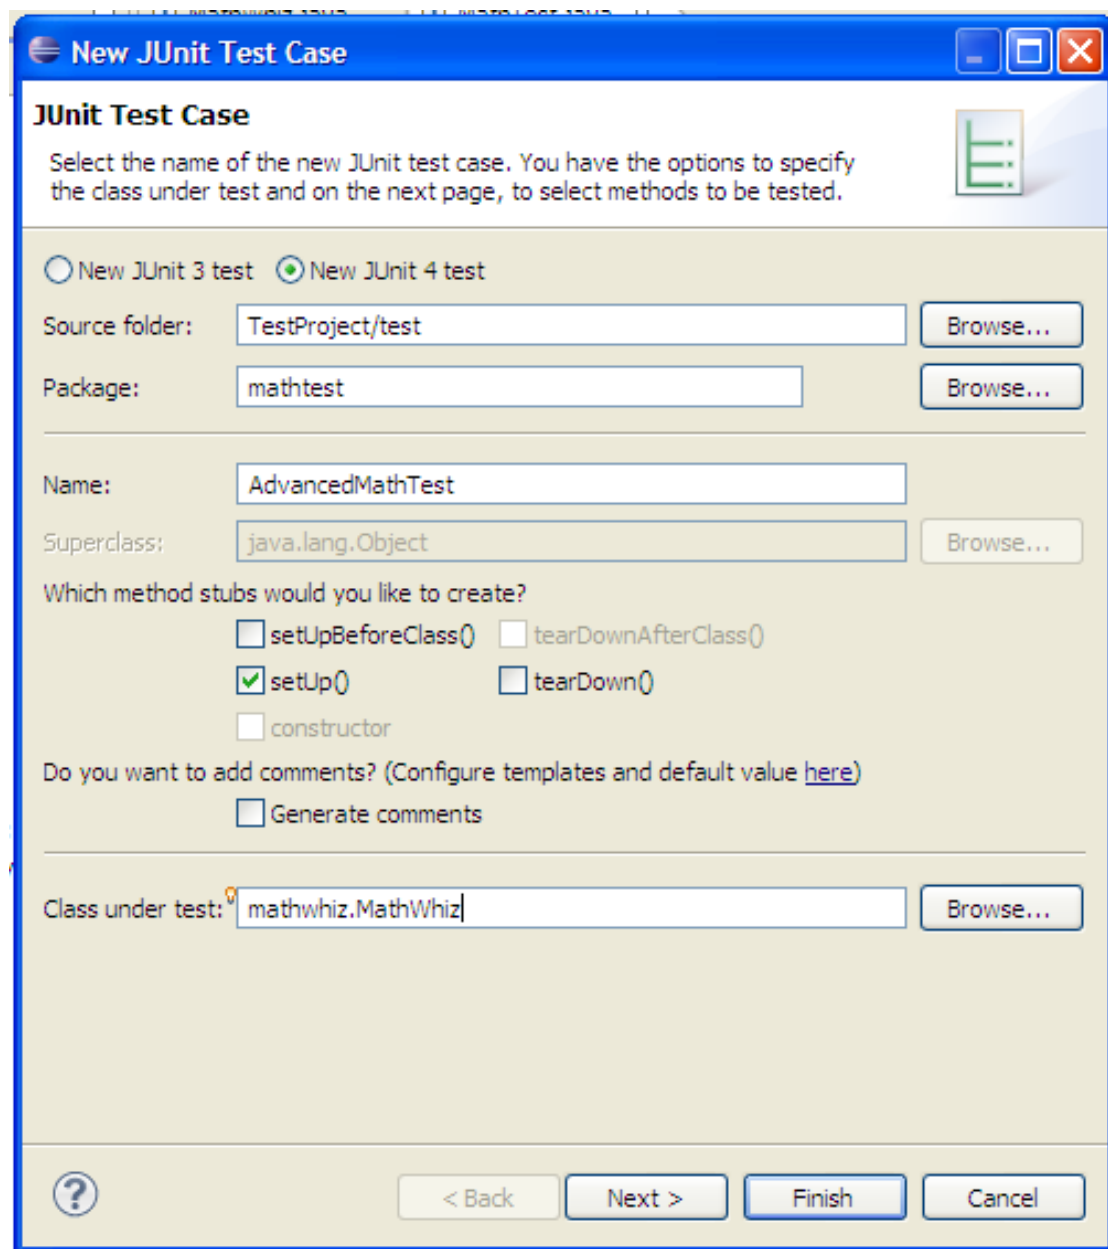 New JUnit Test Case
JUnit Test Case
Select the name of the new JUnit test case. You have the options to specify
the class under test and on the next page, to select methods to be tested.
New JUnit 3 test New JUnit 4 test
Source folder: TestProject/test Browse...
Package: mathtest Browse...
Name: AdvancedMathTest
Superclass: java.lang.Object Browse...
Which method stubs would you like to create?
setUpBeforeClass() tearDownAfterClass()
setUp() tearDown()
constructor
Do you want to add comments? (Configure templates and default value here)
Generate comments
Class under test: mathwhiz.MathWhiz Browse...
? < Back Next > Finish Cancel